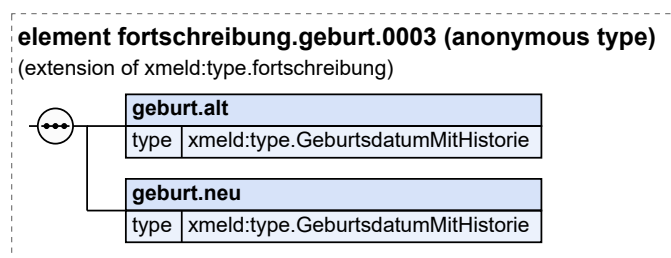 element fortschreibung.geburt.0003 (anonymous type)
(extension of xmeld:type.fortschreibung)
geburt.alt
type xmeld:type.GeburtsdatumMitHistorie
geburt.neu
type xmeld:type.GeburtsdatumMitHistorie